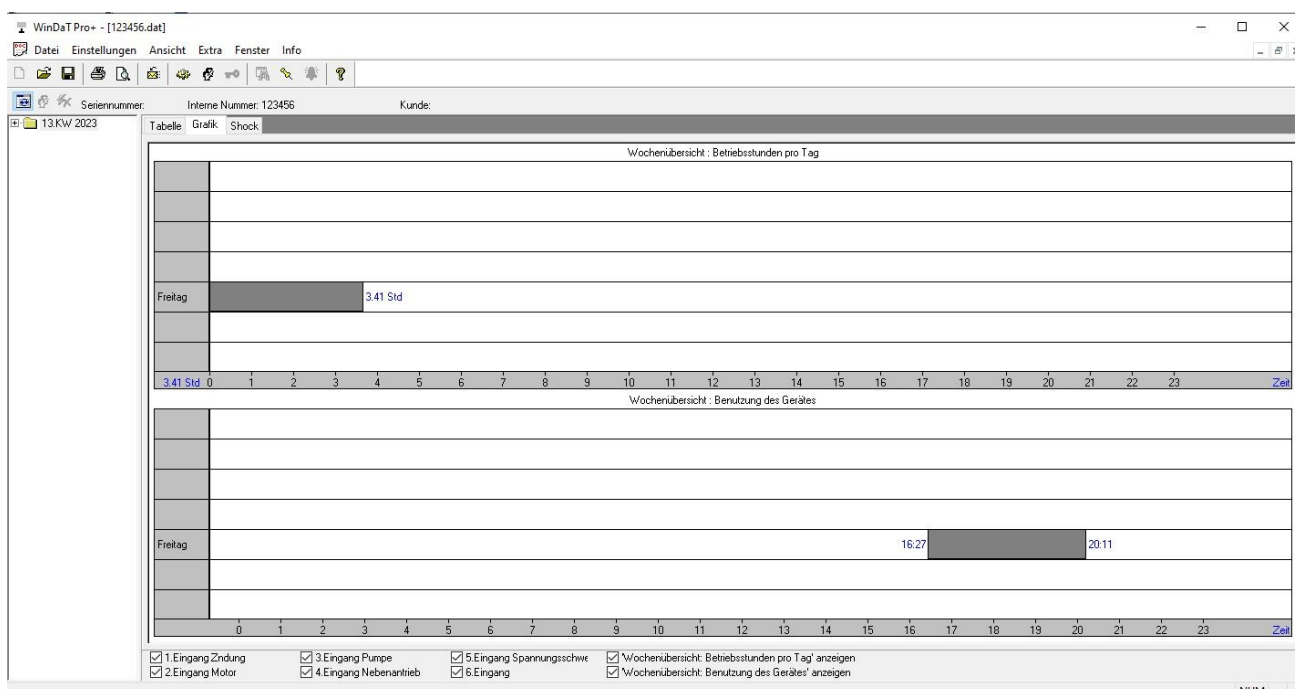 WinDaT Pro+ - [123456.dat]
Datei Einstellungen Ansicht Extra Fenster Info
Seriennummer: Interne Nummer: 123456 Kunde:
13.KW 2023
Tabelle Grafik Shock
Wochenübersicht : Betriebsstunden pro Tag
Freitag 3.41 Std
3.41 Std 0 1 2 3 4 5 6 7 8 9 10 11 12 13 14 15 16 17 18 19 20 21 22 23 Zeit
Wochenübersicht : Benutzung des Gerätes
Freitag 16:27 20:11
0 1 2 3 4 5 6 7 8 9 10 11 12 13 14 15 16 17 18 19 20 21 22 23 Zeit
1.Eingang Zndung 3.Eingang Pumpe 5.Eingang Spannungsschwe 'Wochenübersicht: Betriebsstunden pro Tag' anzeigen
2.Eingang Motor 4.Eingang Nebenantrieb 6.Eingang 'Wochenübersicht: Benutzung des Gerätes' anzeigen